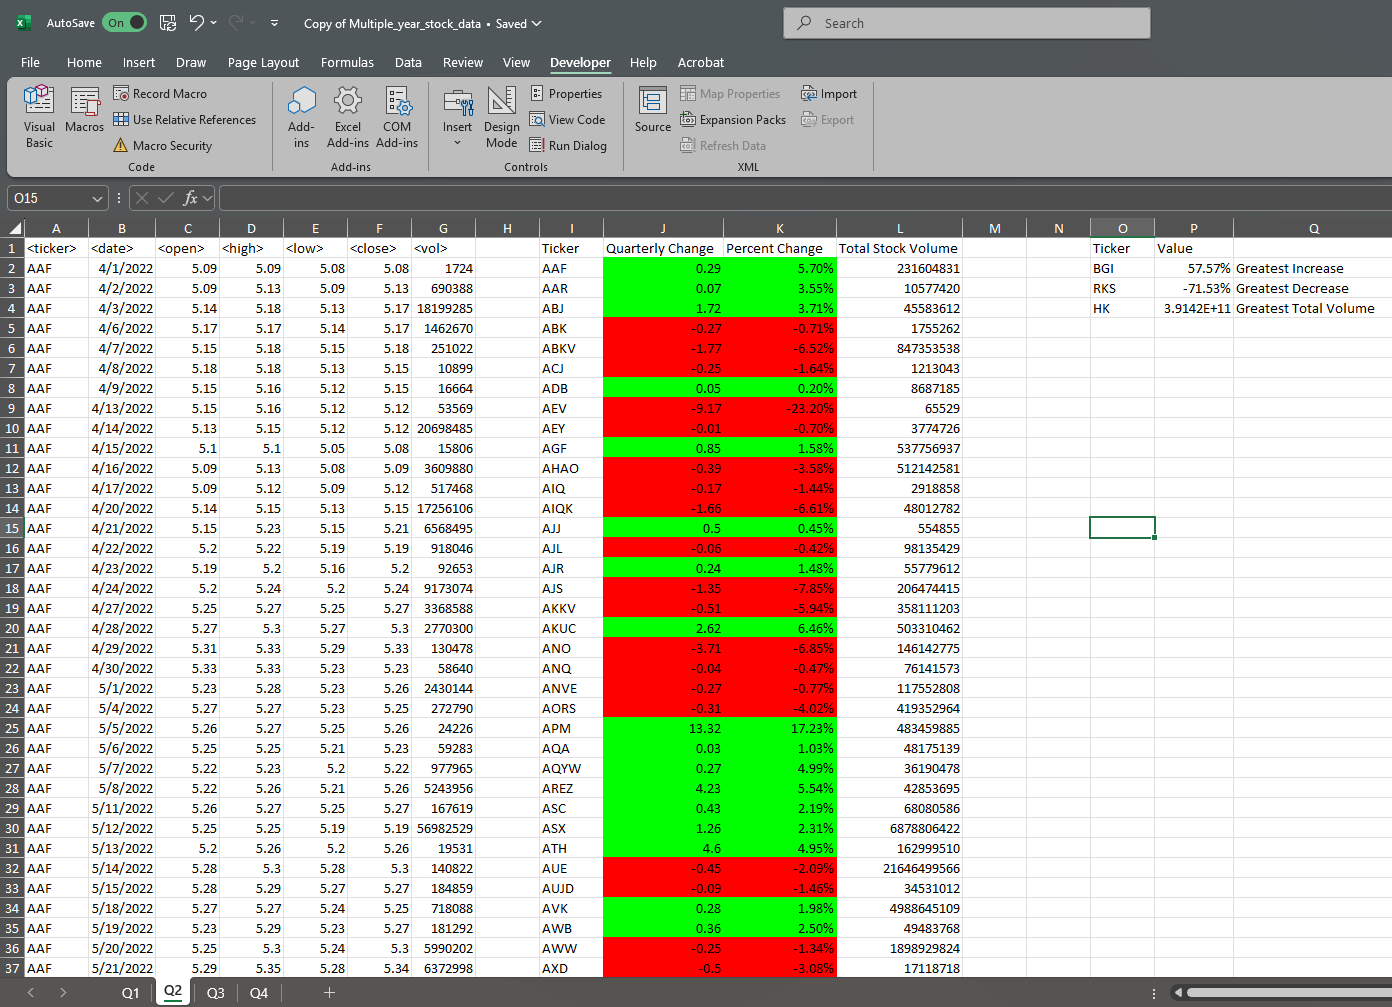 AutoSave On Copy of Multiple_year_stock_data • Saved Search
File Home Insert Draw Page Layout Formulas Data Review View Developer Help Acrobat
Visual Basic
Macros
Record Macro
Use Relative References
Macro Security
Code
Add-ins
Excel Add-ins
COM Add-ins
Add-ins
Insert
Design Mode
Properties
View Code
Run Dialog
Controls
Source
Map Properties
Expansion Packs
Refresh Data
Import
Export
XML
O15 fx
A B C D E F G H I J K L M N O P Q
1 <ticker> <date> <open> <high> <low> <close> <vol> Ticker Quarterly Change Percent Change Total Stock Volume Ticker Value
2 AAF 4/1/2022 5.09 5.09 5.08 5.08 1724 AAF 0.29 5.70% 231604831 BGI 57.57% Greatest Increase
3 AAF 4/2/2022 5.09 5.13 5.09 5.13 690388 AAR 0.07 3.55% 10577420 RKS -71.53% Greatest Decrease
4 AAF 4/3/2022 5.14 5.18 5.13 5.17 18199285 ABJ 1.72 3.71% 45583612 HK 3.9142E+11 Greatest Total Volume
5 AAF 4/6/2022 5.17 5.17 5.14 5.17 1462670 ABK -0.27 -0.71% 1755262
6 AAF 4/7/2022 5.15 5.18 5.15 5.18 251022 ABKV -1.77 -6.52% 847353538
7 AAF 4/8/2022 5.18 5.18 5.13 5.15 10899 ACJ -0.25 -1.64% 1213043
8 AAF 4/9/2022 5.15 5.16 5.12 5.15 16664 ADB 0.05 0.20% 8687185
9 AAF 4/13/2022 5.15 5.16 5.12 5.12 53569 AEV -9.17 -23.20% 65529
10 AAF 4/14/2022 5.13 5.15 5.12 5.12 20698485 AEY -0.01 -0.70% 3774726
11 AAF 4/15/2022 5.1 5.1 5.05 5.08 15806 AGF 0.85 1.58% 537756937
12 AAF 4/16/2022 5.09 5.13 5.08 5.09 3609880 AHAO -0.39 -3.58% 512142581
13 AAF 4/17/2022 5.09 5.12 5.09 5.12 517468 AIQ -0.17 -1.44% 2918858
14 AAF 4/20/2022 5.14 5.15 5.13 5.15 17256106 AIQK -1.66 -6.61% 48012782
15 AAF 4/21/2022 5.15 5.23 5.15 5.21 6568495 AJJ 0.5 0.45% 554855
16 AAF 4/22/2022 5.2 5.22 5.19 5.19 918046 AJL -0.06 -0.42% 98135429
17 AAF 4/23/2022 5.19 5.2 5.16 5.2 92653 AJR 0.24 1.48% 55779612
18 AAF 4/24/2022 5.2 5.24 5.2 5.24 9173074 AJS -1.35 -7.85% 206474415
19 AAF 4/27/2022 5.25 5.27 5.25 5.27 3368588 AKKV -0.51 -5.94% 358111203
20 AAF 4/28/2022 5.27 5.3 5.27 5.3 2770300 AKUC 2.62 6.46% 503310462
21 AAF 4/29/2022 5.31 5.33 5.29 5.33 130478 ANO -3.71 -6.85% 146142775
22 AAF 4/30/2022 5.33 5.33 5.23 5.23 58640 ANQ -0.04 -0.47% 76141573
23 AAF 5/1/2022 5.23 5.28 5.23 5.26 2430144 ANVE -0.27 -0.77% 117552808
24 AAF 5/4/2022 5.27 5.27 5.23 5.25 272790 AORS -0.31 -4.02% 419352964
25 AAF 5/5/2022 5.26 5.27 5.25 5.26 24226 APM 13.32 17.23% 483459885
26 AAF 5/6/2022 5.25 5.25 5.21 5.23 59283 AQA 0.03 1.03% 48175139
27 AAF 5/7/2022 5.22 5.23 5.2 5.22 977965 AQYW 0.27 4.99% 36190478
28 AAF 5/8/2022 5.22 5.26 5.21 5.26 5243956 AREZ 4.23 5.54% 42853695
29 AAF 5/11/2022 5.26 5.27 5.25 5.27 167619 ASC 0.43 2.19% 68080586
30 AAF 5/12/2022 5.25 5.25 5.19 5.19 56982529 ASX 1.26 2.31% 6878806422
31 AAF 5/13/2022 5.2 5.26 5.2 5.26 19531 ATH 4.6 4.95% 162999510
32 AAF 5/14/2022 5.28 5.3 5.28 5.3 140822 AUE -0.45 -2.09% 21646499566
33 AAF 5/15/2022 5.28 5.29 5.27 5.27 184859 AUJD -0.09 -1.46% 34531012
34 AAF 5/18/2022 5.27 5.27 5.24 5.25 718088 AVK 0.28 1.98% 4988645109
35 AAF 5/19/2022 5.23 5.29 5.23 5.27 181292 AWB 0.36 2.50% 49483768
36 AAF 5/20/2022 5.25 5.3 5.24 5.3 5990202 AWW -0.25 -1.34% 1898929824
37 AAF 5/21/2022 5.29 5.35 5.28 5.34 6372998 AXD -0.5 -3.08% 17118718
Q1 Q2 Q3 Q4